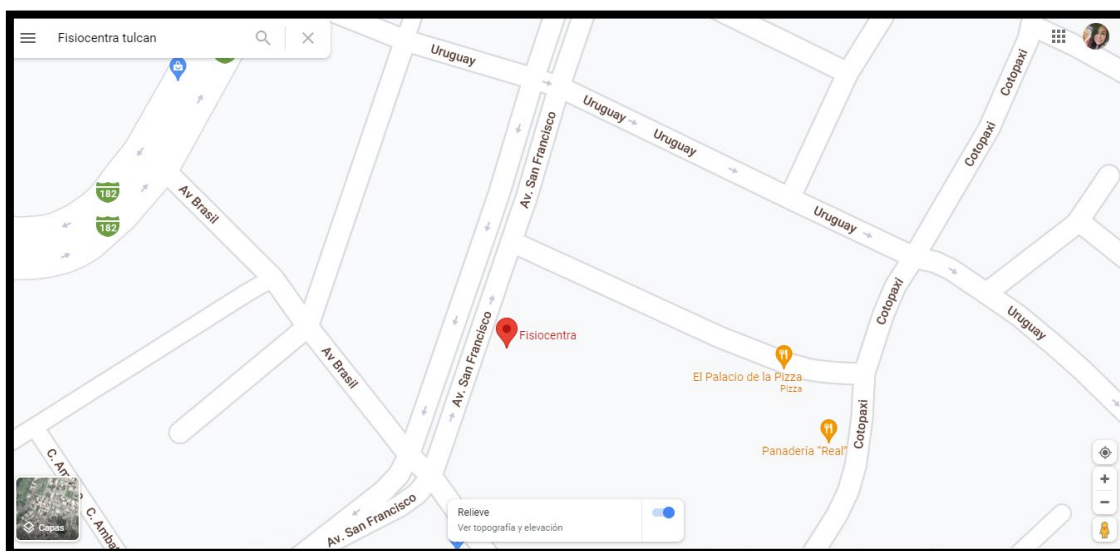 Fisiocentra tulcan
Uruguay
Cotopaxi
Uruguay
Uruguay
Av. San Francisco
Cotopaxi
182
Av Brasil
182
Uruguay
Cotopaxi
Uruguay
Fisiocentra
Av. San Francisco
Av Brasil
El Palacio de la Pizza
Pizza
Cotopaxi
Panadería "Real"
C. Ambat
Capas
Av. San Francisco
Relieve
Ver topografía y elevación